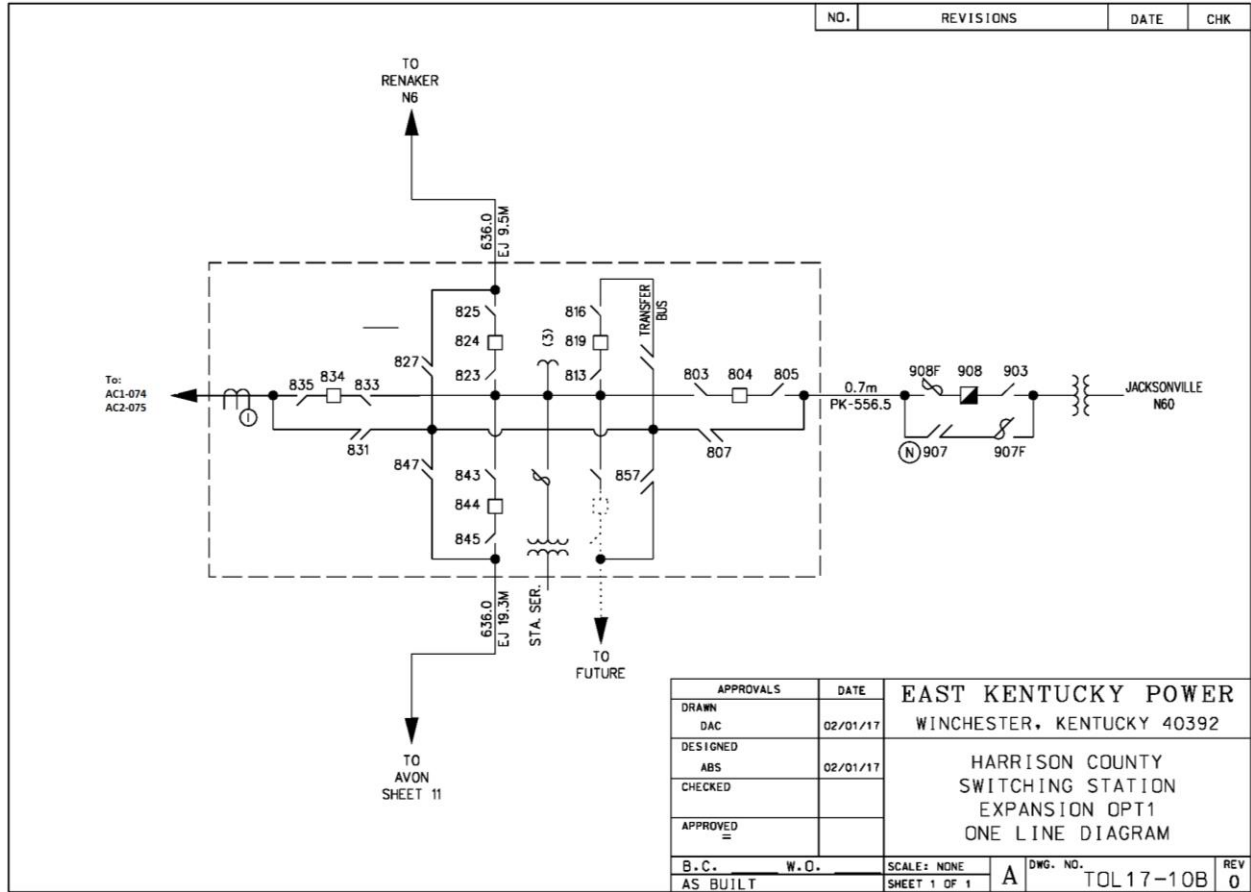 NO. REVISIONS DATE CHK
TO
RENAKER
N6
636.0
EJ 9.5M
825
816
TRANSFER
BUS
824
(3)
819
827
823
813
803 804 805
908F 908 903
To:
AC1-074
AC2-075
835 834 833
0.7m
PK-556.5
JACKSONVILLE
N60
I
831
807
N 907 907F
847
843
857
844
845
636.0
EJ 19.3M
STA. SER.
TO
FUTURE
TO
AVON
SHEET 11
APPROVALS DATE
DRAWN
DAC 02/01/17
DESIGNED
ABS 02/01/17
CHECKED
APPROVED
=
EAST KENTUCKY POWER
WINCHESTER, KENTUCKY 40392
HARRISON COUNTY
SWITCHING STATION
EXPANSION OPT1
ONE LINE DIAGRAM
B.C. W.O.
AS BUILT
SCALE: NONE
SHEET 1 OF 1
A
DWG. NO.
TOL17-10B
REV
0